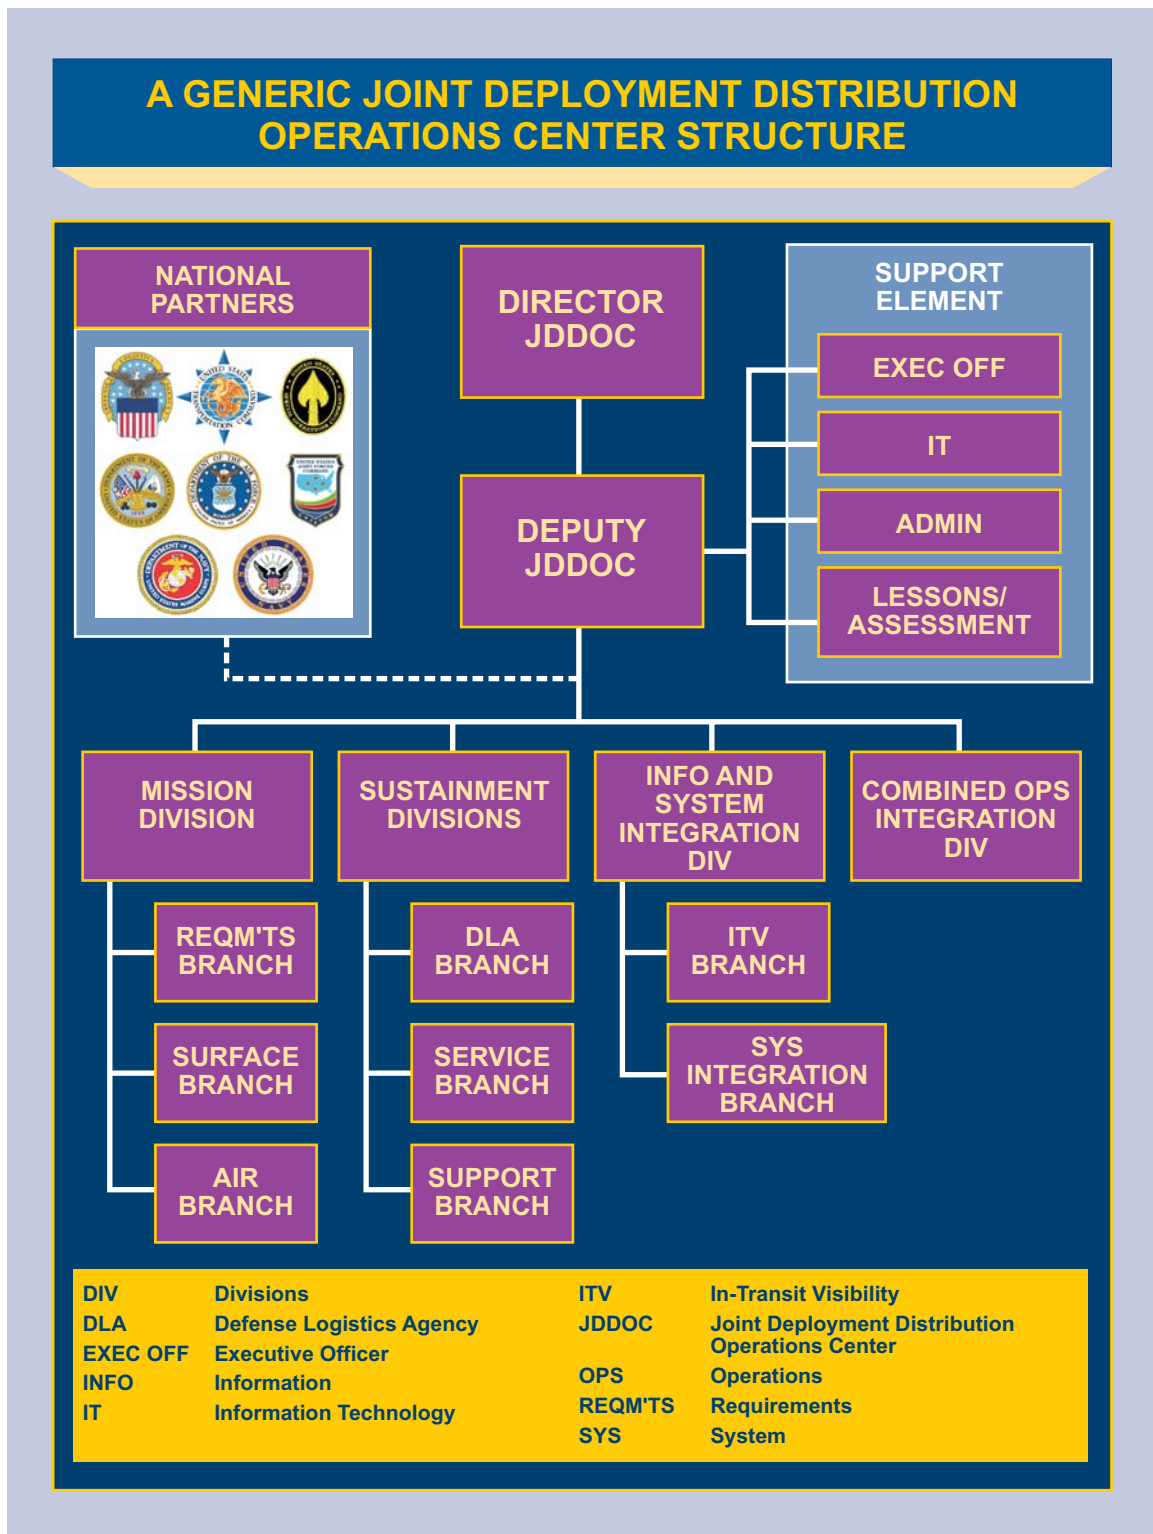 A GENERIC JOINT DEPLOYMENT DISTRIBUTION
OPERATIONS CENTER STRUCTURE
NATIONAL
PARTNERS
DIRECTOR
JDDOC
SUPPORT
ELEMENT
EXEC OFF
IT
ADMIN
LESSONS/
ASSESSMENT
DEPUTY
JDDOC
MISSION
DIVISION
SUSTAINMENT
DIVISIONS
INFO AND
SYSTEM
INTEGRATION
DIV
COMBINED OPS
INTEGRATION
DIV
REQM'TS
BRANCH
DLA
BRANCH
ITV
BRANCH
SURFACE
BRANCH
SERVICE
BRANCH
SYS
INTEGRATION
BRANCH
AIR
BRANCH
SUPPORT
BRANCH
DIV Divisions
DLA Defense Logistics Agency
EXEC OFF Executive Officer
INFO Information
IT Information Technology
ITV In-Transit Visibility
JDDOC Joint Deployment Distribution
Operations Center
OPS Operations
REQM'TS Requirements
SYS System